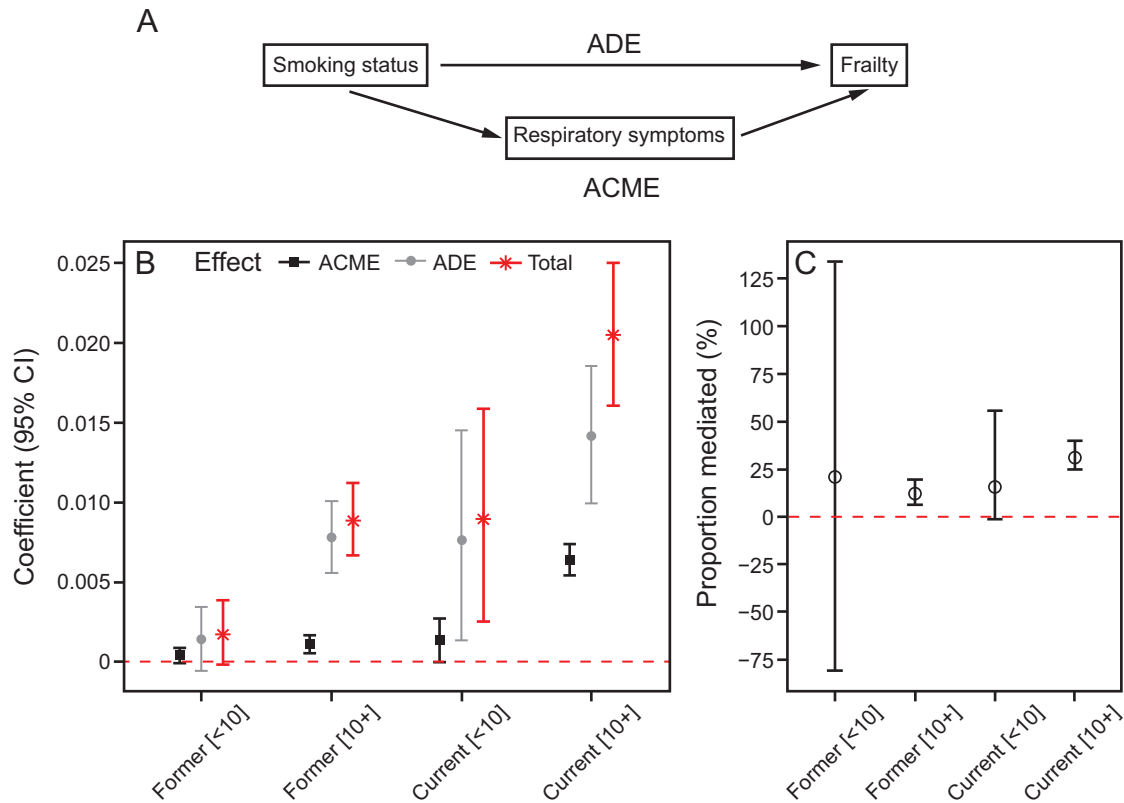 A
ADE
Smoking status
Frailty
Respiratory symptoms
ACME
B
Effect ACME ADE Total
Coefficient (95% CI)
0.025
0.020
0.015
0.010
0.005
0
Former [<10]
Former [10+]
Current [<10]
Current [10+]
C
Proportion mediated (%)
125
100
75
50
25
0
−25
−50
−75
Former [<10]
Former [10+]
Current [<10]
Current [10+]